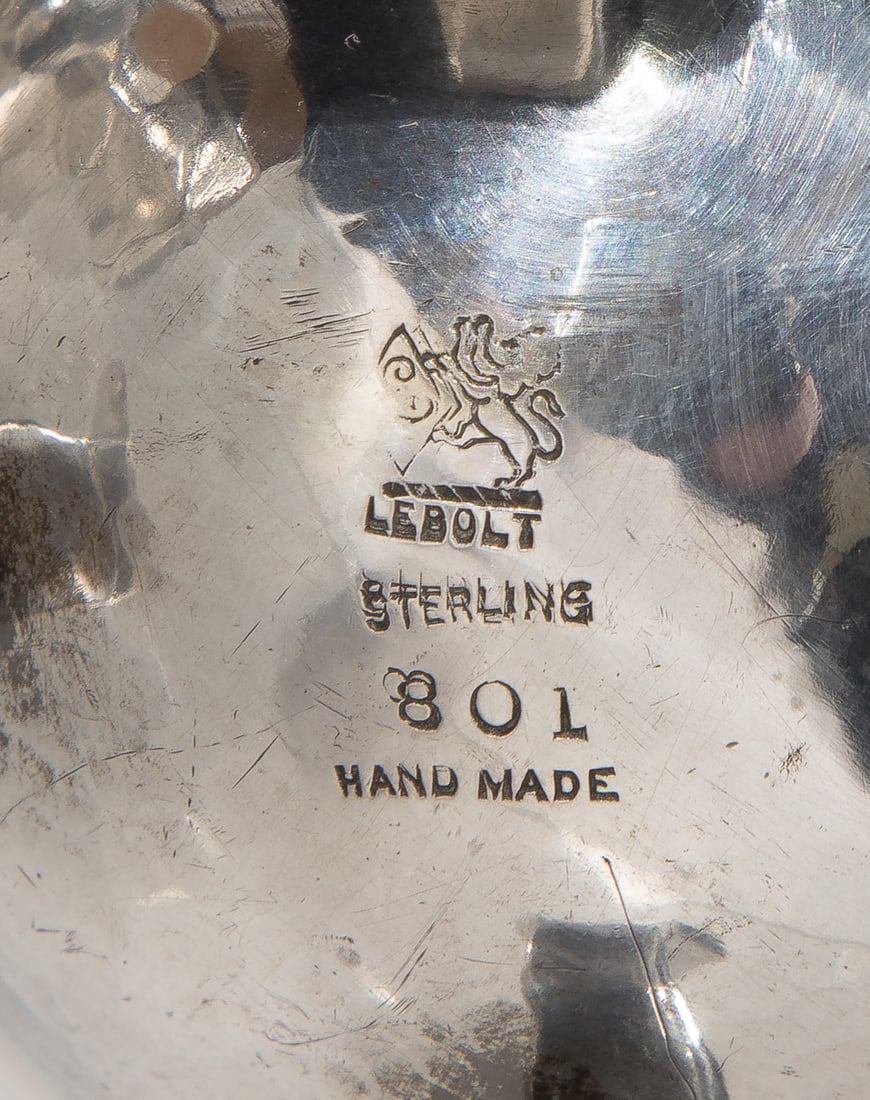 LEBOLT
STERLING
801
HAND MADE